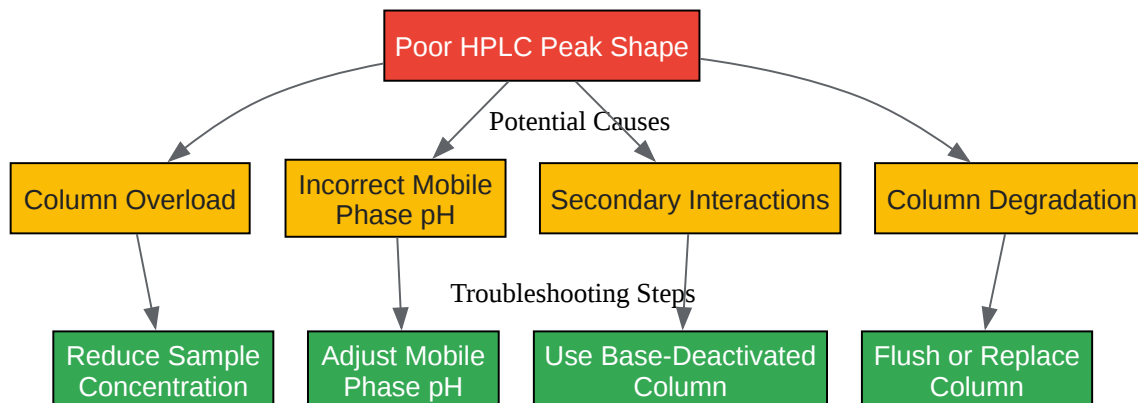 Poor HPLC Peak Shape
Potential Causes
Column Overload
Incorrect Mobile
Phase pH
Secondary Interactions
Column Degradation
Troubleshooting Steps
Reduce Sample
Concentration
Adjust Mobile
Phase pH
Use Base-Deactivated
Column
Flush or Replace
Column